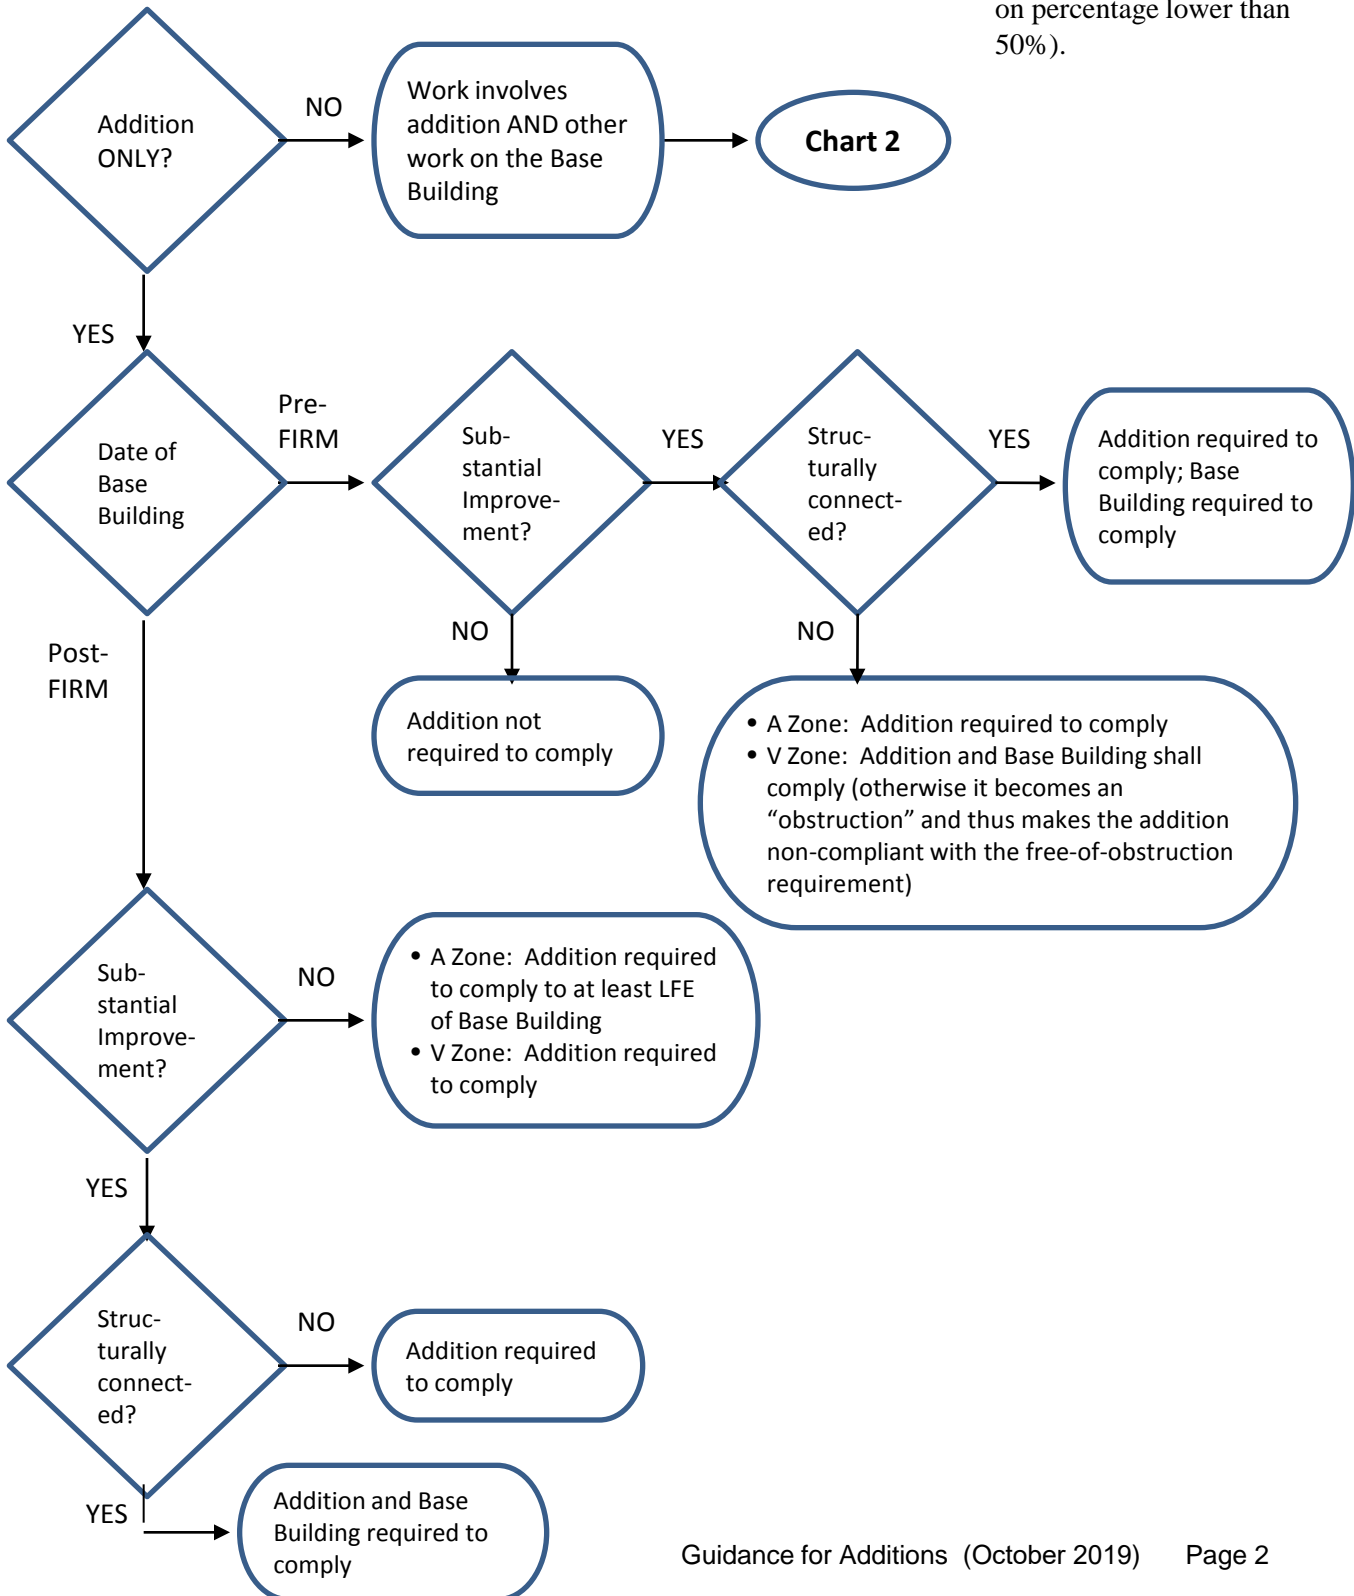 on percentage lower than
50%).
Addition
ONLY?
NO
Work involves
addition AND other
work on the Base
Building
Chart 2
YES
Date of
Base
Building
Pre-
FIRM
Sub-
stantial
Improve-
ment?
YES
Struc-
turally
connect-
ed?
YES
Addition required to
comply; Base
Building required to
comply
NO
Addition not
required to comply
NO
• A Zone:  Addition required to comply
• V Zone:  Addition and Base Building shall
comply (otherwise it becomes an
“obstruction” and thus makes the addition
non-compliant with the free-of-obstruction
requirement)
Post-
FIRM
Sub-
stantial
Improve-
ment?
NO
• A Zone:  Addition required
to comply to at least LFE
of Base Building
• V Zone:  Addition required
to comply
YES
Struc-
turally
connect-
ed?
NO
Addition required
to comply
YES
Addition and Base
Building required to
comply
Guidance for Additions  (October 2019)      Page 2